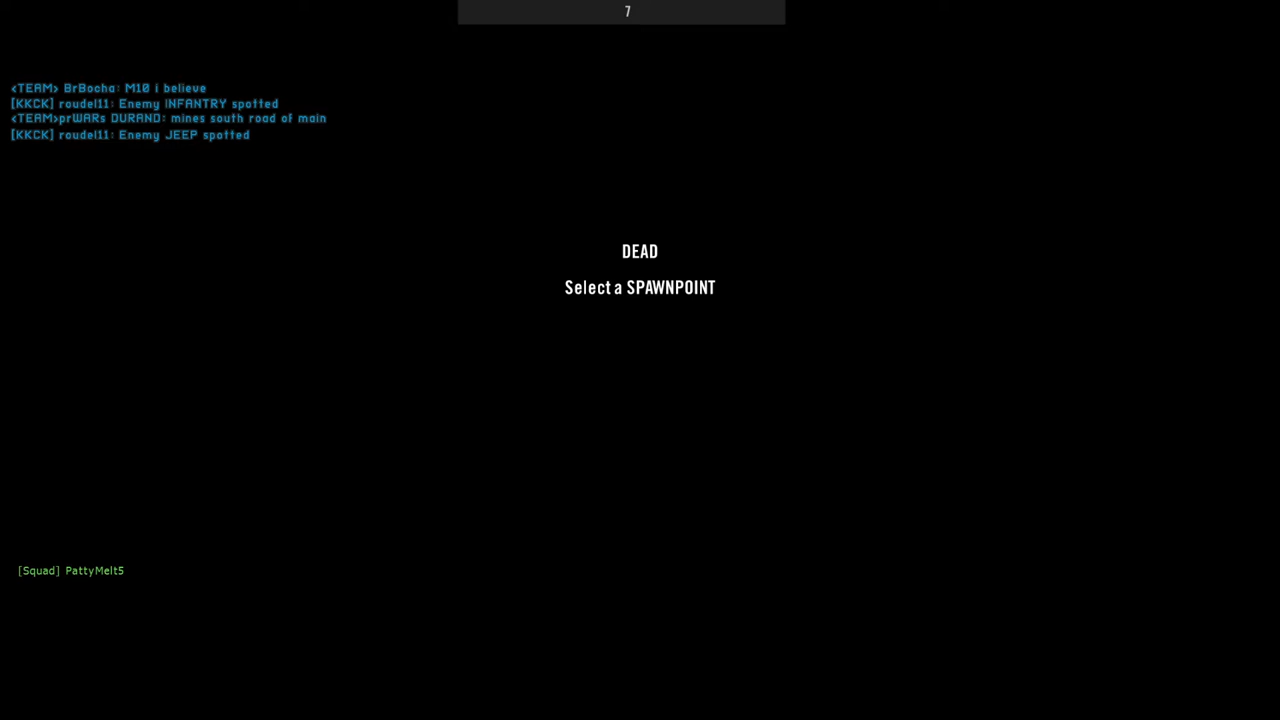 7
<TEAM> BrBocha: M10 i believe
[KKCK] roudel11: Enemy INFANTRY spotted
<TEAM>prWARs DURAND: mines south road of main
[KKCK] roudel11: Enemy JEEP spotted
DEAD
Select a SPAWNPOINT
[Squad] PattyMelt5